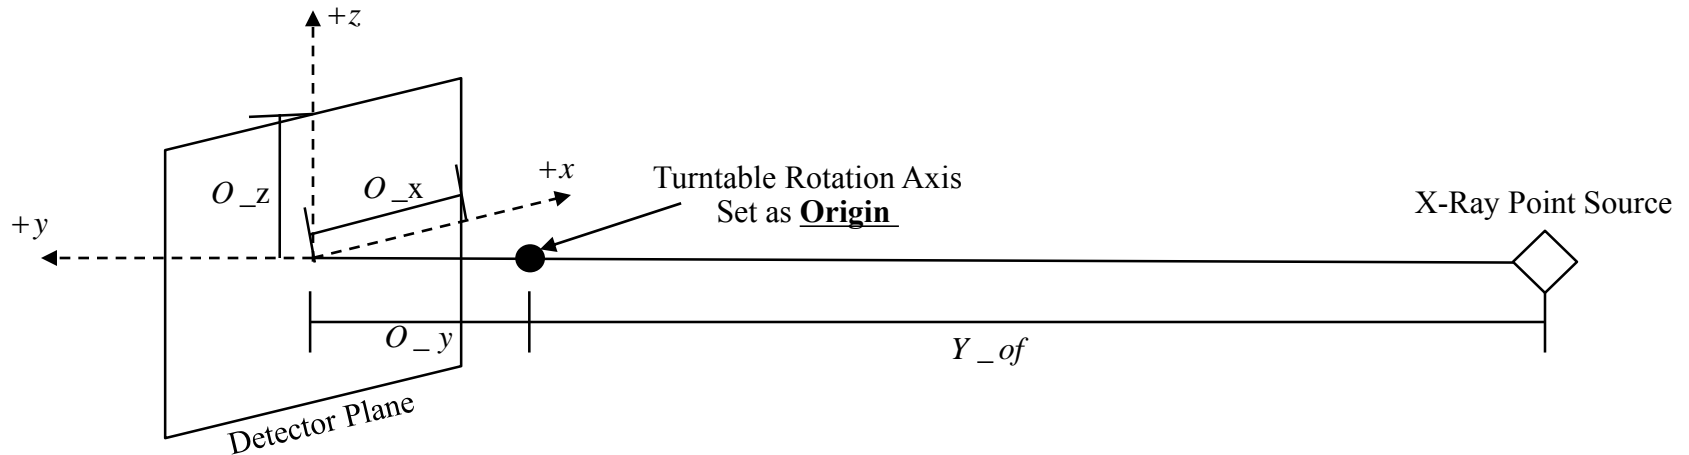 +z
O_z
O_x
+x
+y
Turntable Rotation Axis
Set as Origin
X-Ray Point Source
O_y
Y_of
Detector Plane